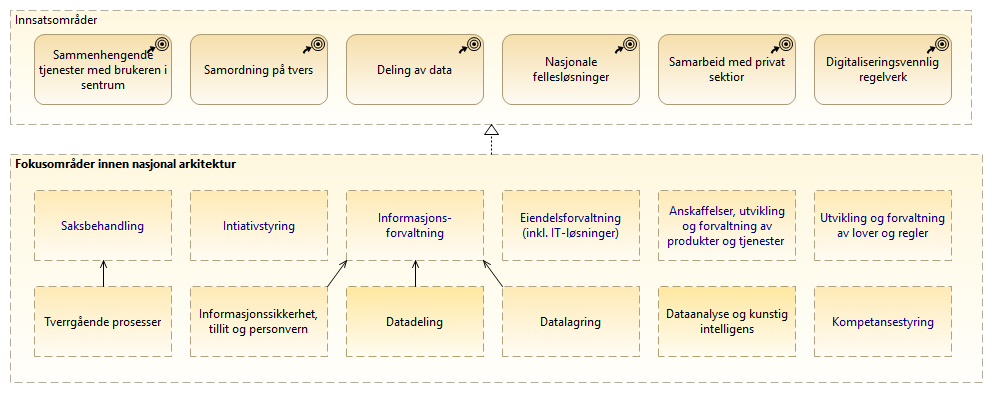 Innsatsområder
Sammenhengende
tjenester med brukeren i
sentrum
Samordning på tvers
Deling av data
Nasjonale
fellesløsninger
Samarbeid med privat
sektior
Digitaliseringsvennlig
regelverk
Fokusområder innen nasjonal arkitektur
Saksbehandling
Intiativstyring
Informasjons-
forvaltning
Eiendelsforvaltning
(inkl. IT-løsninger)
Anskaffelser, utvikling
og forvaltning av
produkter og tjenester
Utvikling og forvaltning
av lover og regler
Tverrgående prosesser
Informasjonssikkerhet,
tillit og personvern
Datadeling
Datalagring
Dataanalyse og kunstig
intelligens
Kompetansestyring